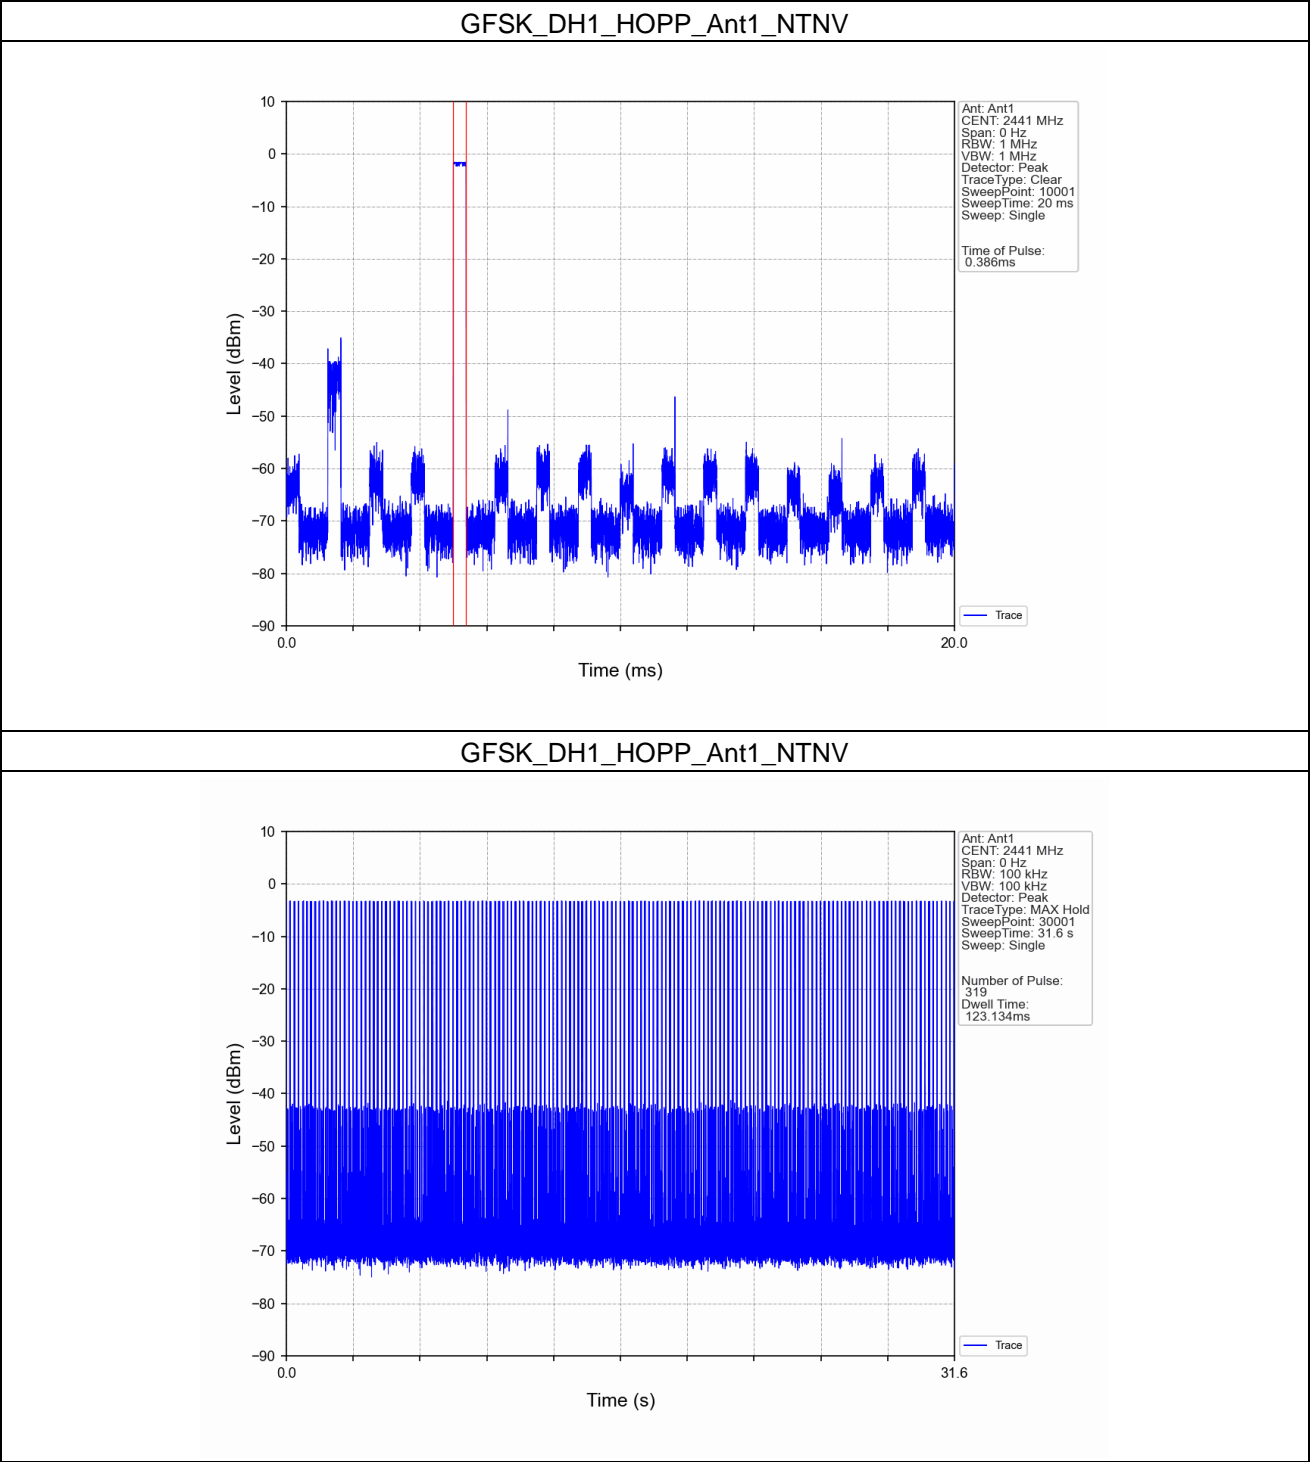 GFSK_DH1_HOPP_Ant1_NTNV
10
0
−10
−20
−30
−40
−50
−60
−70
−80
−90
Level (dBm)
0.0
20.0
Time (ms)
Ant: Ant1
CENT: 2441 MHz
Span: 0 Hz
RBW: 1 MHz
VBW: 1 MHz
Detector: Peak
TraceType: Clear
SweepPoint: 10001
SweepTime: 20 ms
Sweep: Single
Time of Pulse:
0.386ms
Trace
GFSK_DH1_HOPP_Ant1_NTNV
10
0
−10
−20
−30
−40
−50
−60
−70
−80
−90
Level (dBm)
0.0
31.6
Time (s)
Ant: Ant1
CENT: 2441 MHz
Span: 0 Hz
RBW: 100 kHz
VBW: 100 kHz
Detector: Peak
TraceType: MAX Hold
SweepPoint: 30001
SweepTime: 31.6 s
Sweep: Single
Number of Pulse:
319
Dwell Time:
123.134ms
Trace